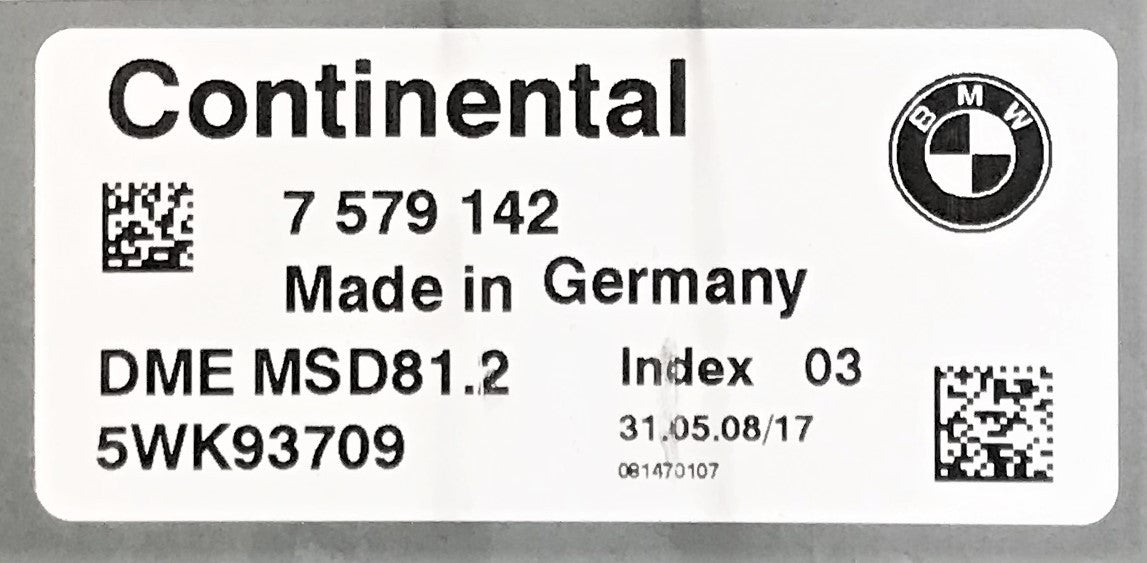 Continental
BMW
7 579 142
Made in Germany
DME MSD81.2
Index 03
5WK93709
31.05.08/17
081470107